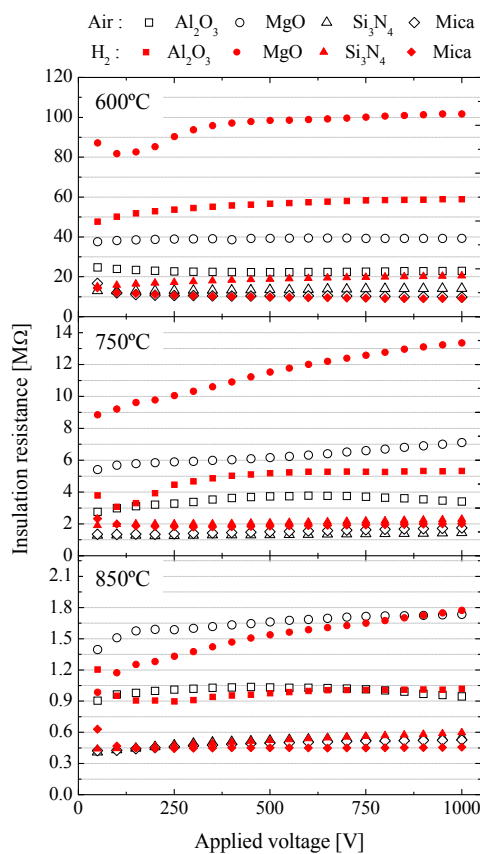 Air : Al₂O₃ MgO Si₃N₄ Mica
H₂ : Al₂O₃ MgO Si₃N₄ Mica
120
100
80
60
40
20
0
600ºC
14
12
10
8
6
4
2
0
750ºC
2.1
1.8
1.5
1.2
0.9
0.6
0.3
0.0
850ºC
Insulation resistance [MΩ]
0 250 500 750 1000
Applied voltage [V]